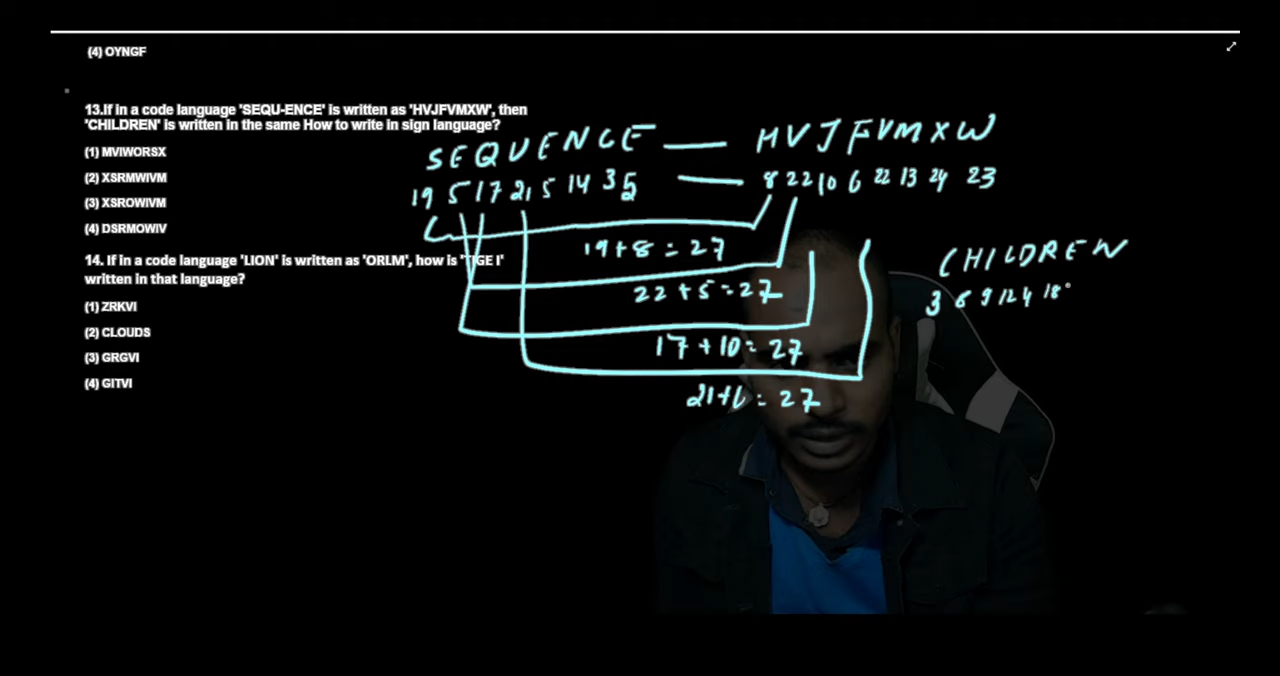 (4) OYNGF
13.If in a code language 'SEQU-ENCE' is written as 'HVJFVMXW', then
'CHILDREN' is written in the same How to write in sign language?
(1) MVIWORSX
(2) XSRMWIVM
(3) XSROWIVM
(4) DSRMOWIV
14. If in a code language 'LION' is written as 'ORLM', how is 'TIGE I'
written in that language?
(1) ZRKVI
(2) CLOUDS
(3) GRGVI
(4) GITVI
SEQUENCE — HVJFVMXW
19 5 17 21 5 14 3 5 — 8 22 10 6 22 13 24 23
19+8=27
22+5=27
17+10=27
21+6=27
CHILDREN
3 8 9 12 4 18